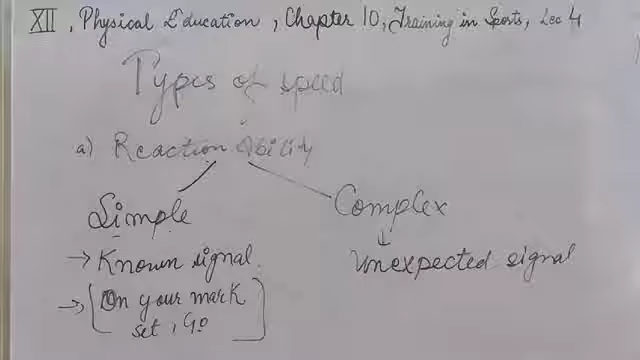 XII, Physical Education, Chapter 10, Training in Sports, Lec 4
Types of speed
a) Reaction Ability
Simple
Complex
→ Known signal.
↓
Unexpected signal
→ [On your mark
set, Go]